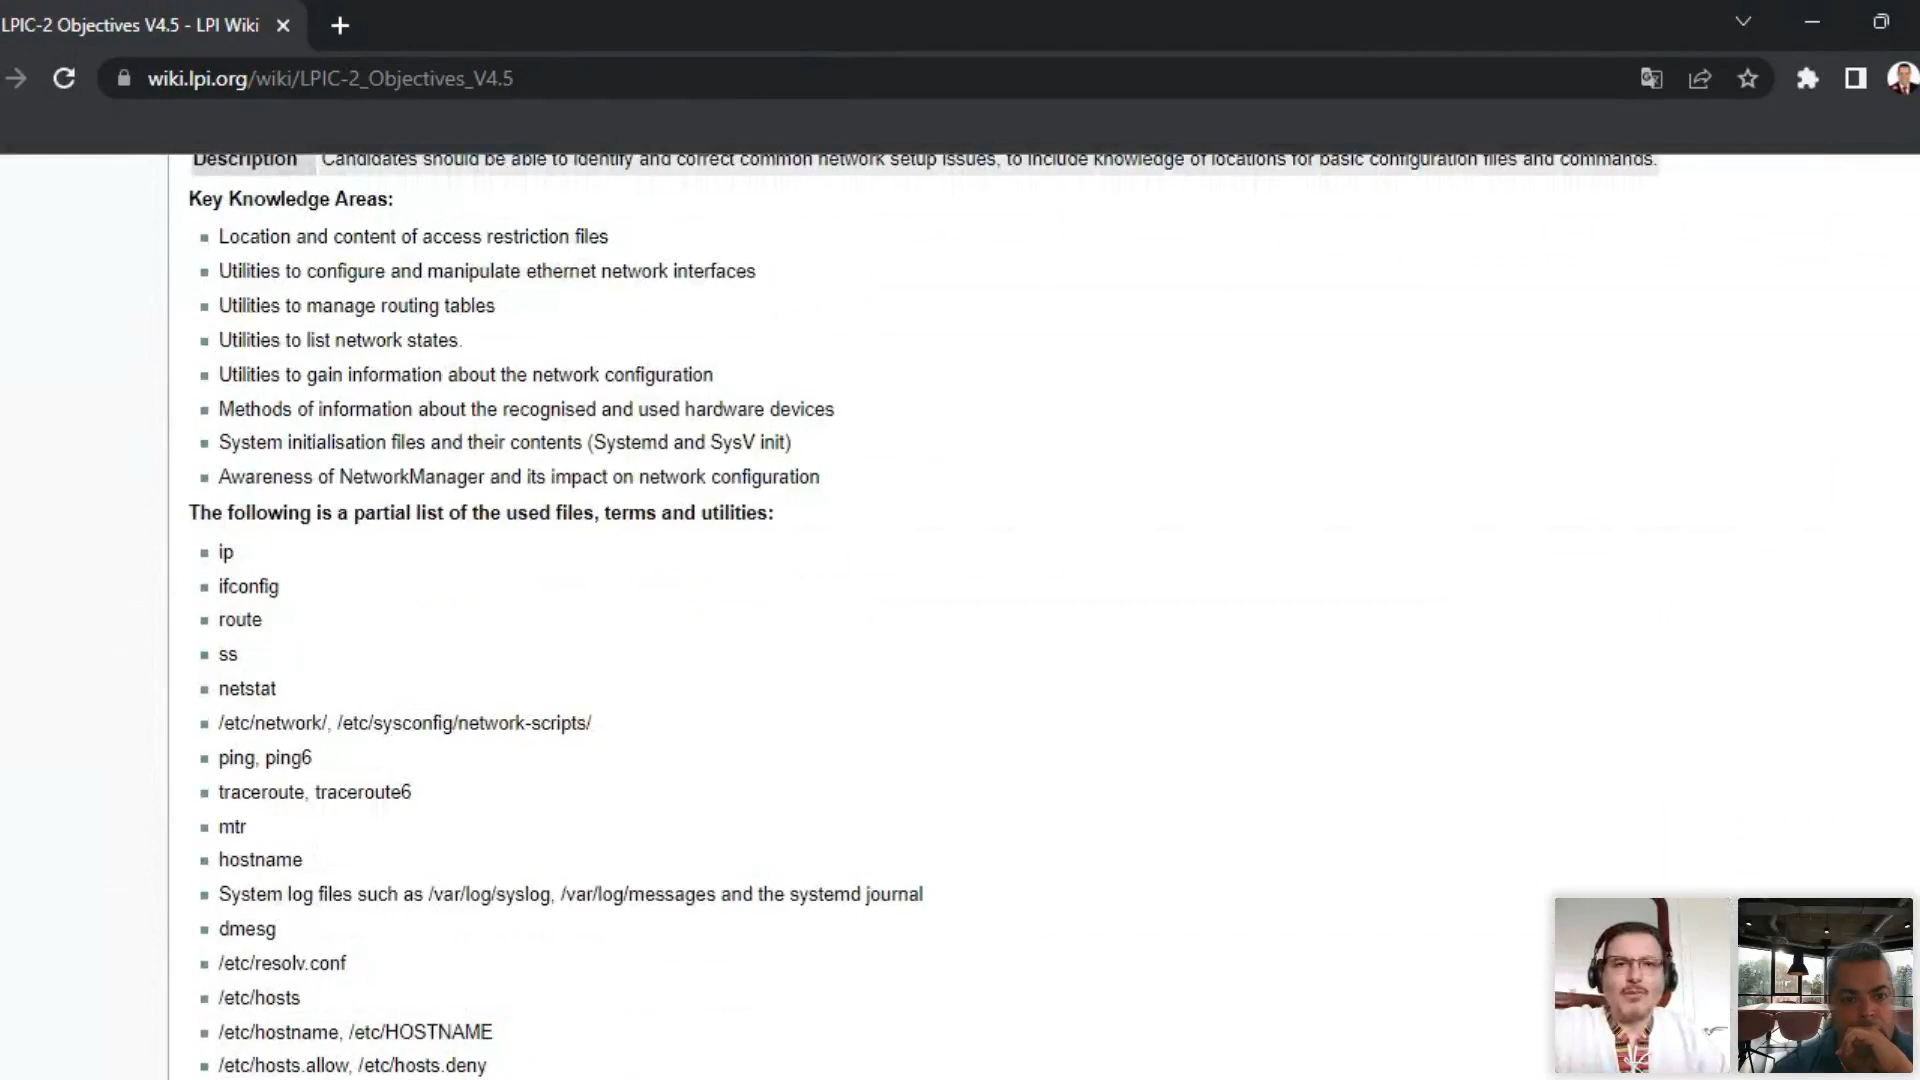 LPIC-2 Objectives V4.5 - LPI Wiki
wiki.lpi.org/wiki/LPIC-2_Objectives_V4.5
Description Candidates should be able to identify and correct common network setup issues, to include knowledge of locations for basic configuration files and commands.
Key Knowledge Areas:
Location and content of access restriction files
Utilities to configure and manipulate ethernet network interfaces
Utilities to manage routing tables
Utilities to list network states.
Utilities to gain information about the network configuration
Methods of information about the recognised and used hardware devices
System initialisation files and their contents (Systemd and SysV init)
Awareness of NetworkManager and its impact on network configuration
The following is a partial list of the used files, terms and utilities:
ip
ifconfig
route
ss
netstat
/etc/network/, /etc/sysconfig/network-scripts/
ping, ping6
traceroute, traceroute6
mtr
hostname
System log files such as /var/log/syslog, /var/log/messages and the systemd journal
dmesg
/etc/resolv.conf
/etc/hosts
/etc/hostname, /etc/HOSTNAME
/etc/hosts.allow, /etc/hosts.deny